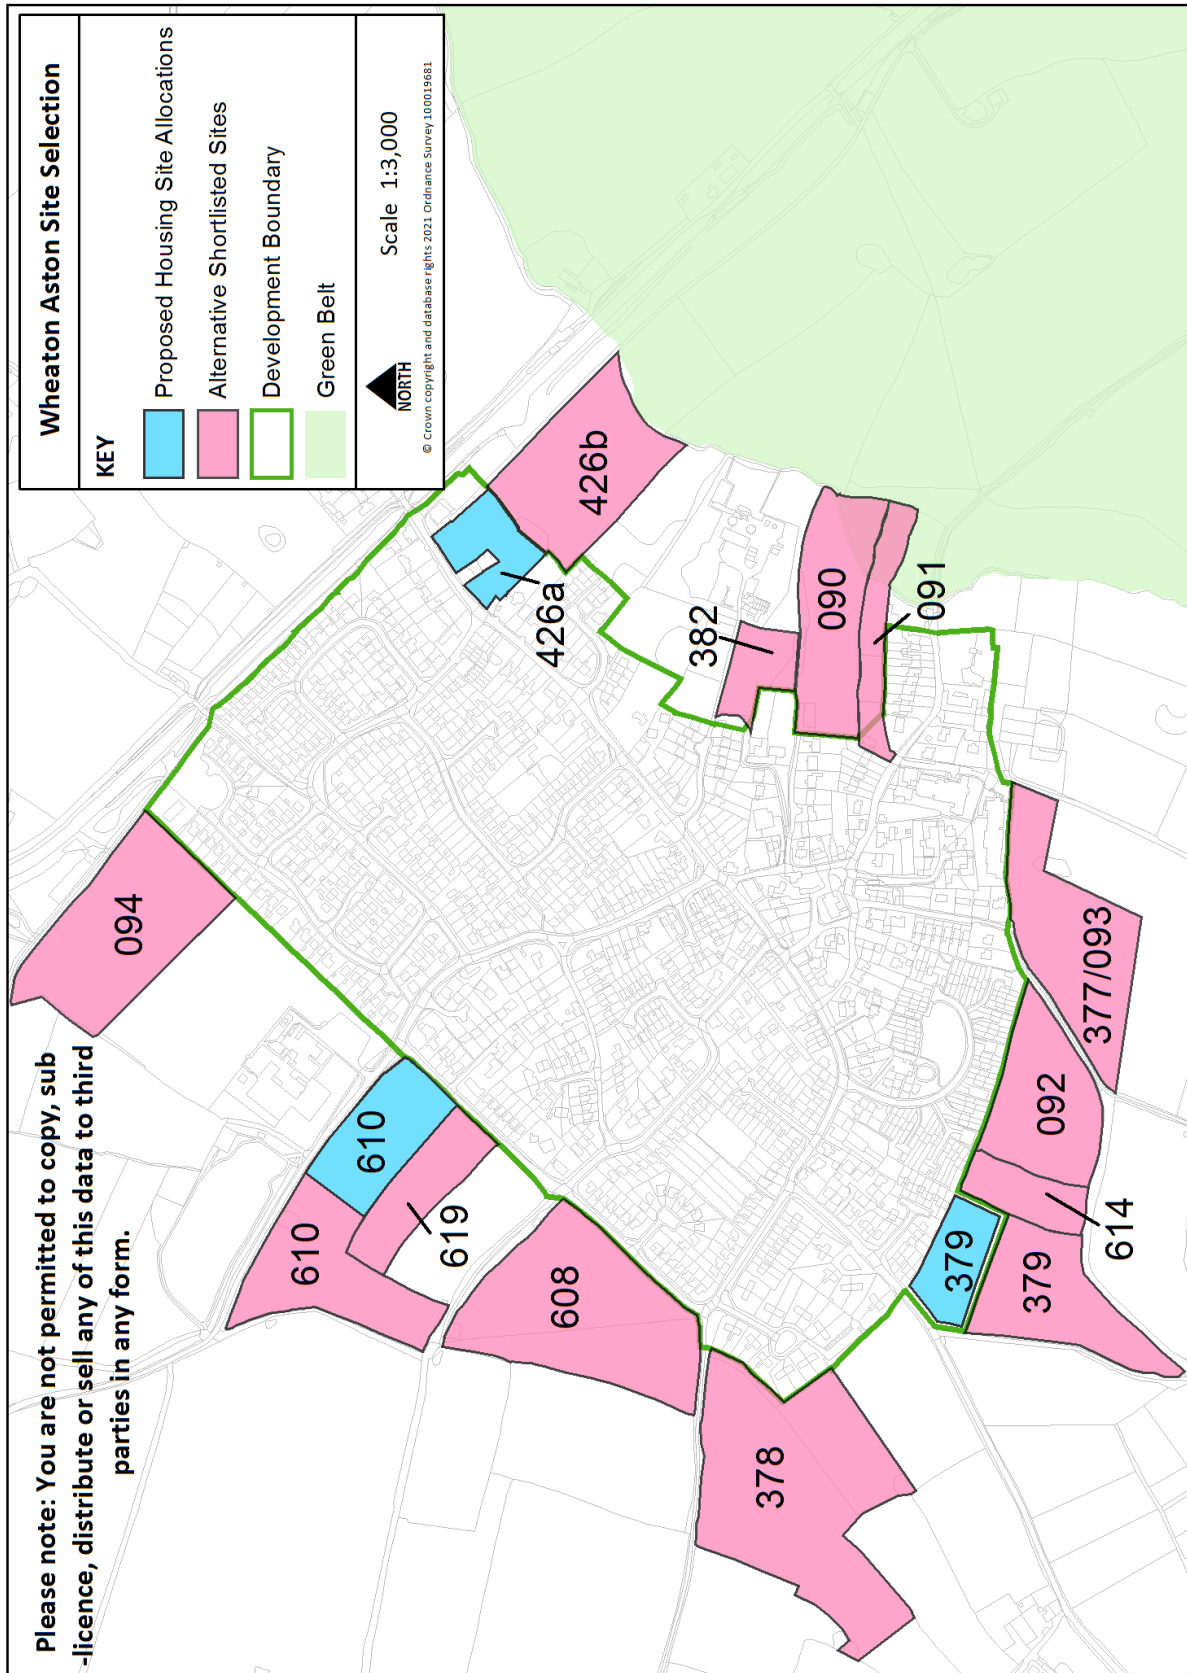 Please note: You are not permitted to copy, sub
-licence, distribute or sell any of this data to third
parties in any form.
Wheaton Aston Site Selection
KEY
Proposed Housing Site Allocations
Alternative Shortlisted Sites
Development Boundary
Green Belt
NORTH
Scale 1:3,000
© Crown copyright and database rights 2021 Ordnance Survey 100019681
094
610
610
619
608
378
426a
426b
382
090
091
377/093
092
614
379
379